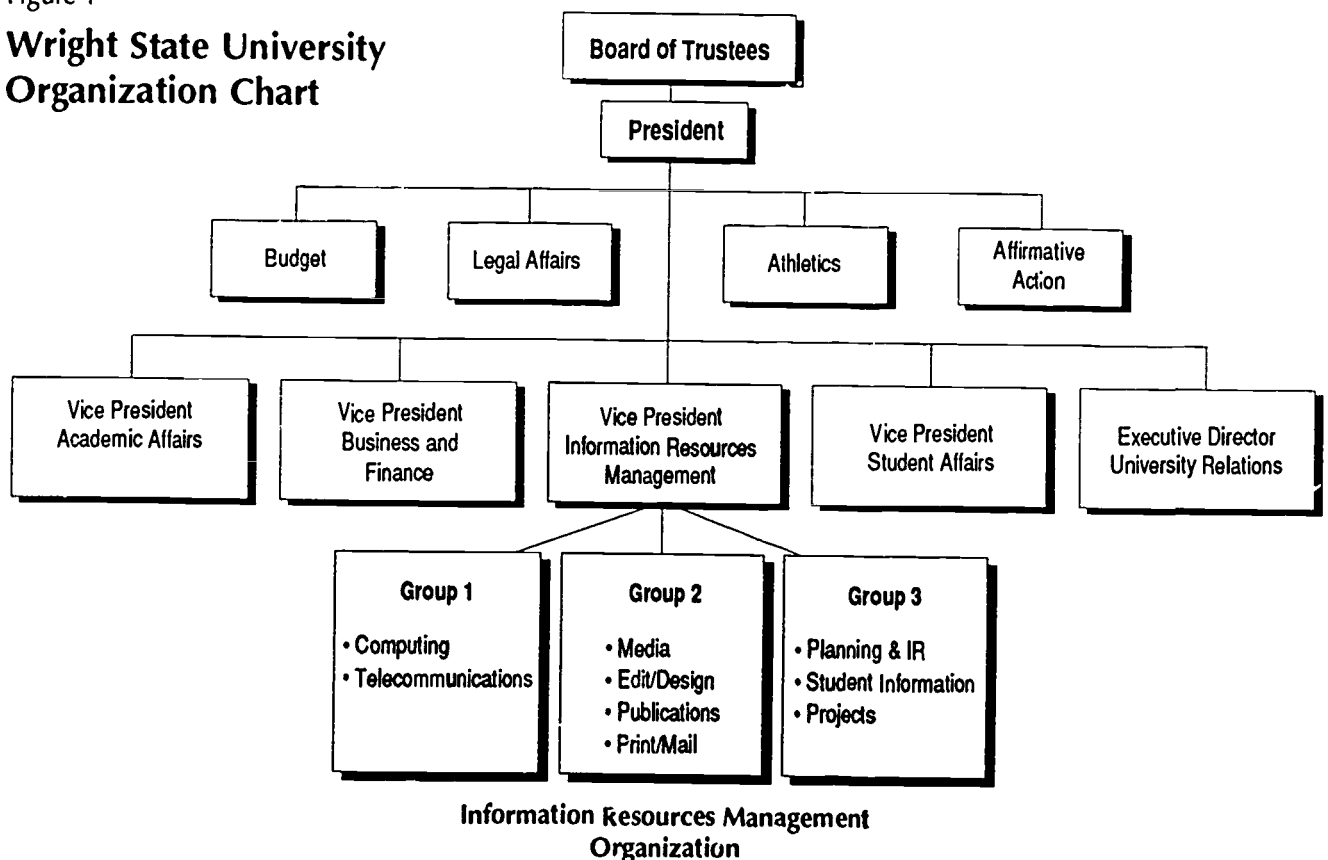 Wright State University
Organization Chart
Board of Trustees
President
Budget
Legal Affairs
Athletics
Affirmative
Action
Vice President
Academic Affairs
Vice President
Business and
Finance
Vice President
Information Resources
Management
Vice President
Student Affairs
Executive Director
University Relations
Group 1
• Computing
• Telecommunications
Group 2
• Media
• Edit/Design
• Publications
• Print/Mail
Group 3
• Planning & IR
• Student Information
• Projects
Information Resources Management
Organization